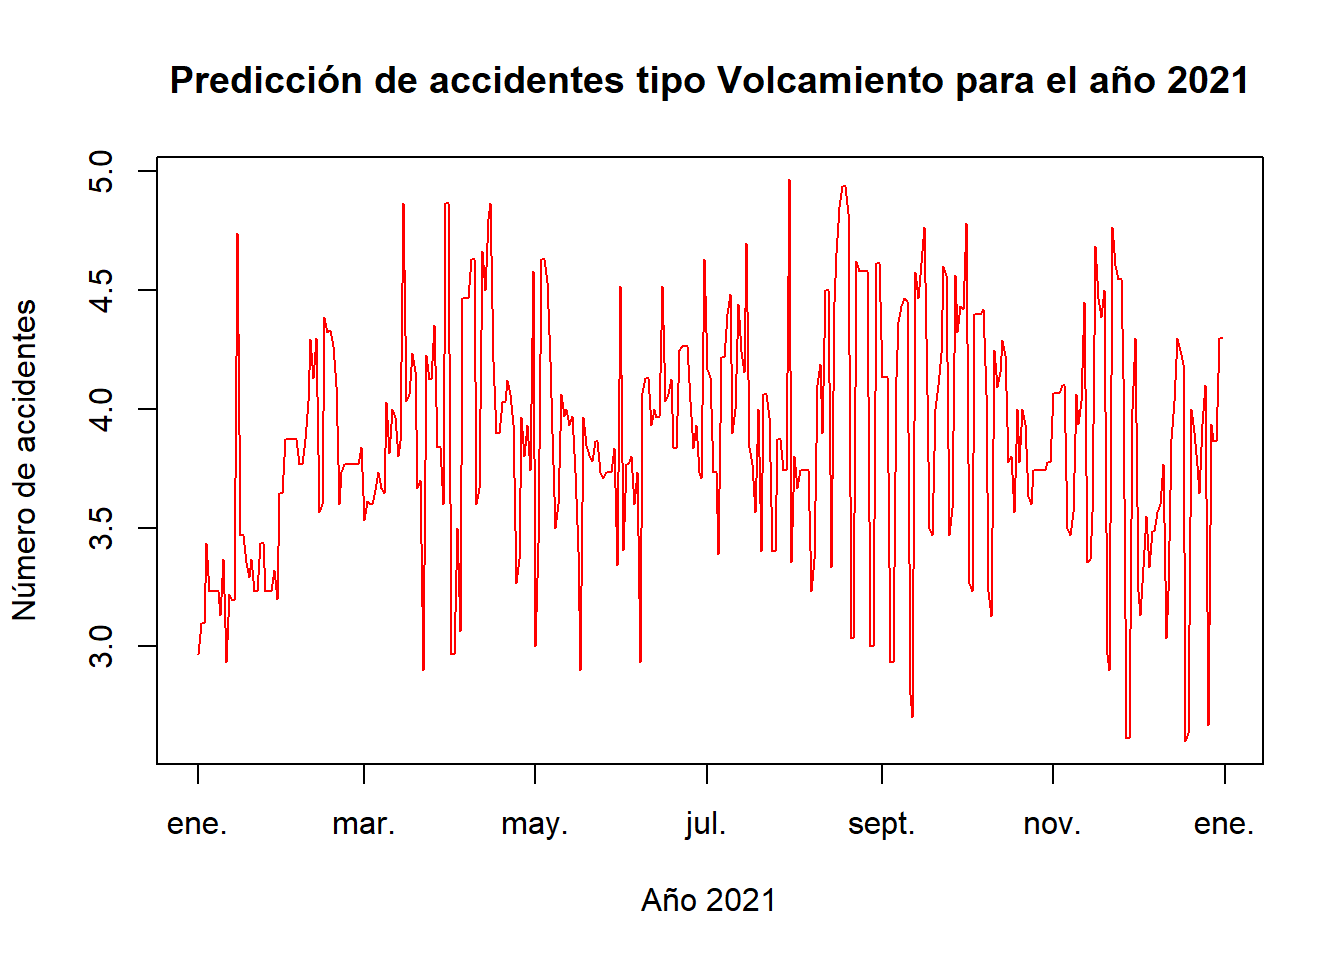 Predicción de accidentes tipo Volcamiento para el año 2021
Número de accidentes
5.0
4.5
4.0
3.5
3.0
ene.
mar.
may.
jul.
sept.
nov.
ene.
Año 2021